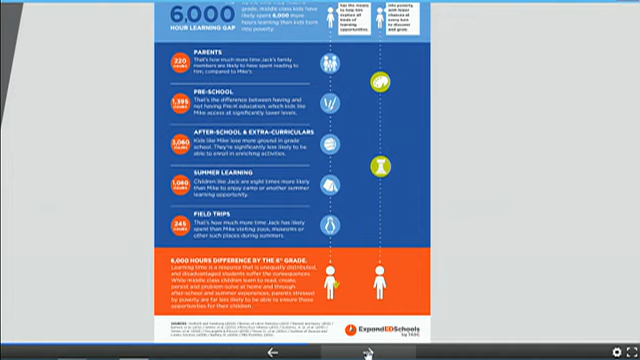 6,000
HOUR LEARNING GAP
grade, middle class kids have
likely spent 6,000 more
hours learning than kids born
into poverty.
has the means
to help him
explore all
kinds of
learning
opportunities.
into poverty,
with fewer
chances at
every turn
to discover
and grow.
220
HOURS
PARENTS
That's how much more time Jack's family
members are likely to have spent reading to
him, compared to Mike's.
1,395
HOURS
PRE-SCHOOL
That's the difference between having and
not having Pre-K education, which kids like
Mike access at significantly lower levels.
3,060
HOURS
AFTER-SCHOOL & EXTRA-CURRICULARS
Kids like Mike lose more ground in grade
school. They're significantly less likely to be
able to enroll in enriching activities.
1,080
HOURS
SUMMER LEARNING
Children like Jack are eight times more likely
than Mike to enjoy camp or another summer
learning opportunity.
245
HOURS
FIELD TRIPS
That's how much more time Jack has likely
spent than Mike visiting zoos, museums or
other such places during summers.
6,000 HOURS DIFFERENCE BY THE 6TH GRADE.
Learning time is a resource that is unequally distributed,
and disadvantaged students suffer the consequences.
While middle class children learn to read, create,
persist and problem-solve at home and through
after-school and summer experiences, parents stressed
by poverty are far less likely to be able to ensure those
opportunities for their children.
SOURCES:
ExpandEDSchools
by TASC